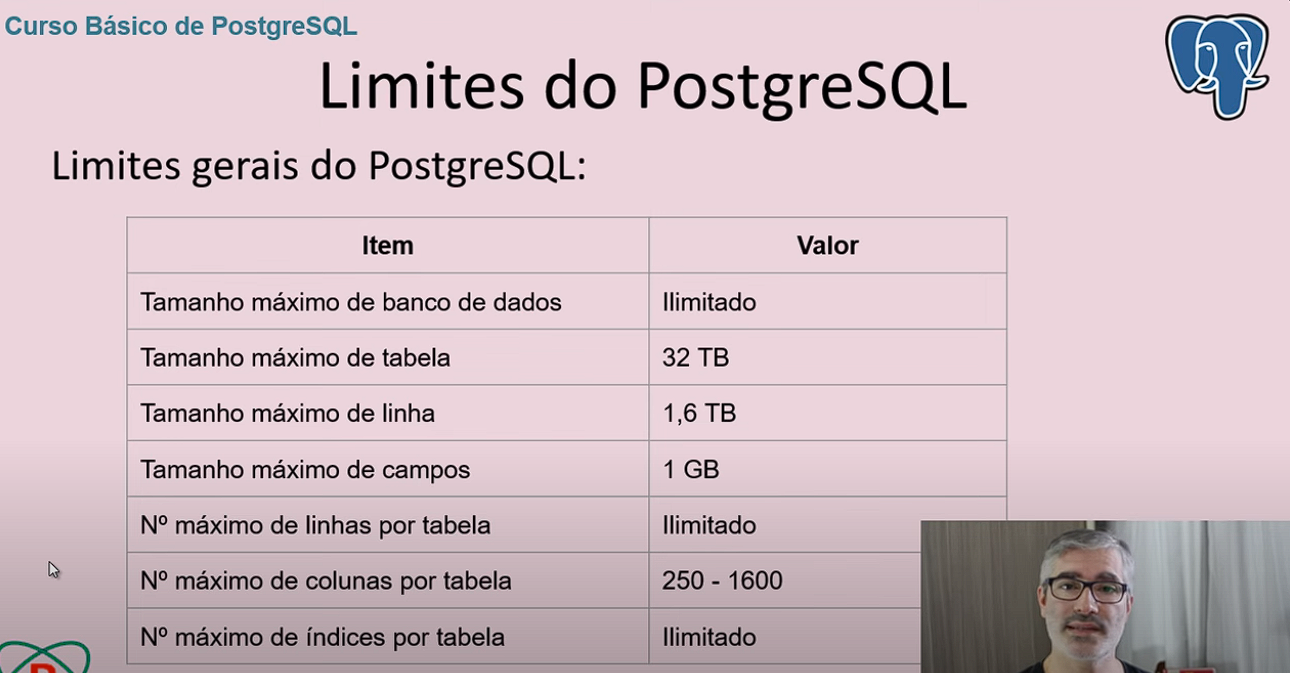 Curso Básico de PostgreSQL
Limites do PostgreSQL
Limites gerais do PostgreSQL:
Item Valor
Tamanho máximo de banco de dados Ilimitado
Tamanho máximo de tabela 32 TB
Tamanho máximo de linha 1,6 TB
Tamanho máximo de campos 1 GB
Nº máximo de linhas por tabela Ilimitado
Nº máximo de colunas por tabela 250 - 1600
Nº máximo de índices por tabela Ilimitado